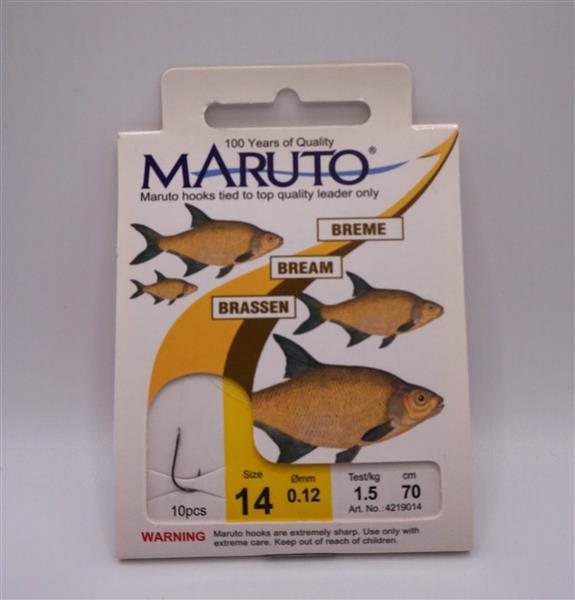 100 Years of Quality
MARUTO®
Maruto hooks tied to top quality leader only
BREME
BREAM
BRASSEN
Size
14
Ømm
0.12
Test/kg
1.5
cm
70
Art. No.:4219014
10pcs
WARNING
Maruto hooks are extremely sharp. Use only with
extreme care. Keep out of reach of children.